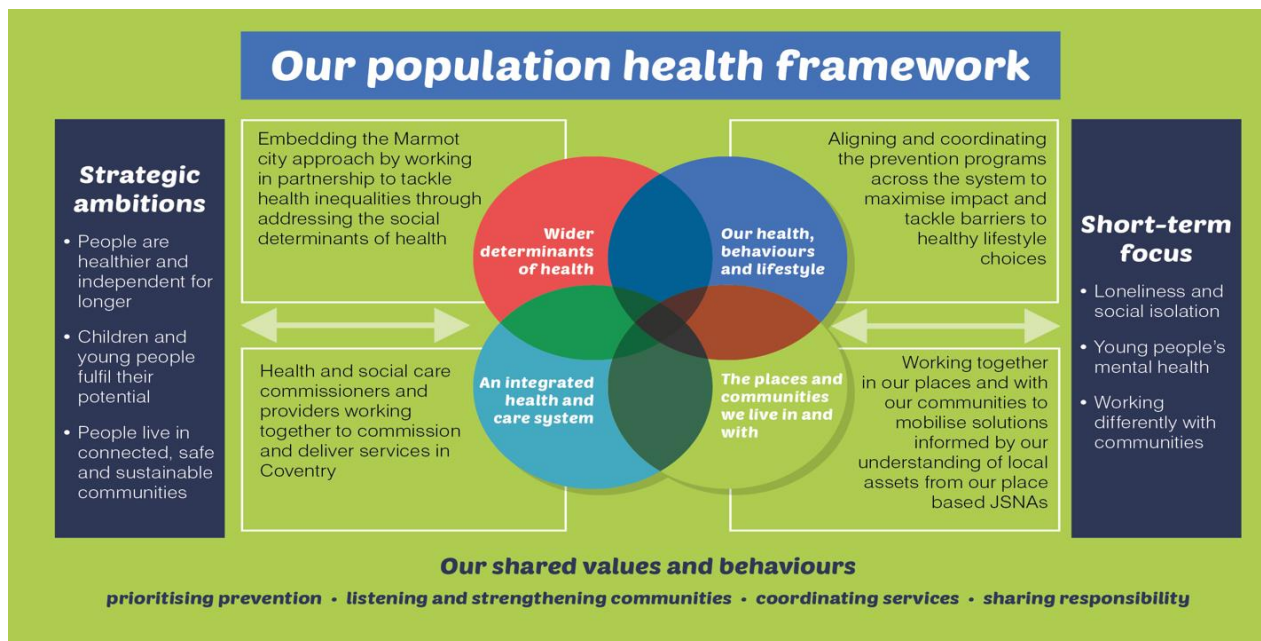 Our population health framework
Strategic
ambitions
• People are
healthier and
independent for
longer
• Children and
young people
fulfil their
potential
• People live in
connected, safe
and sustainable
communities
Embedding the Marmot
city approach by working
in partnership to tackle
health inequalities through
addressing the social
determinants of health
Wider
determinants
of health
Our health,
behaviours
and lifestyle
Aligning and coordinating
the prevention programs
across the system to
maximise impact and
tackle barriers to
healthy lifestyle
choices
Health and social care
commissioners and
providers working
together to commission
and deliver services in
Coventry
An integrated
health and
care system
The places and
communities
we live in and
with
Working together
in our places and with
our communities to
mobilise solutions
informed by our
understanding of local
assets from our place
based JSNAs
Short-term
focus
• Loneliness and
social isolation
• Young people's
mental health
• Working
differently with
communities
Our shared values and behaviours
prioritising prevention • listening and strengthening communities • coordinating services • sharing responsibility